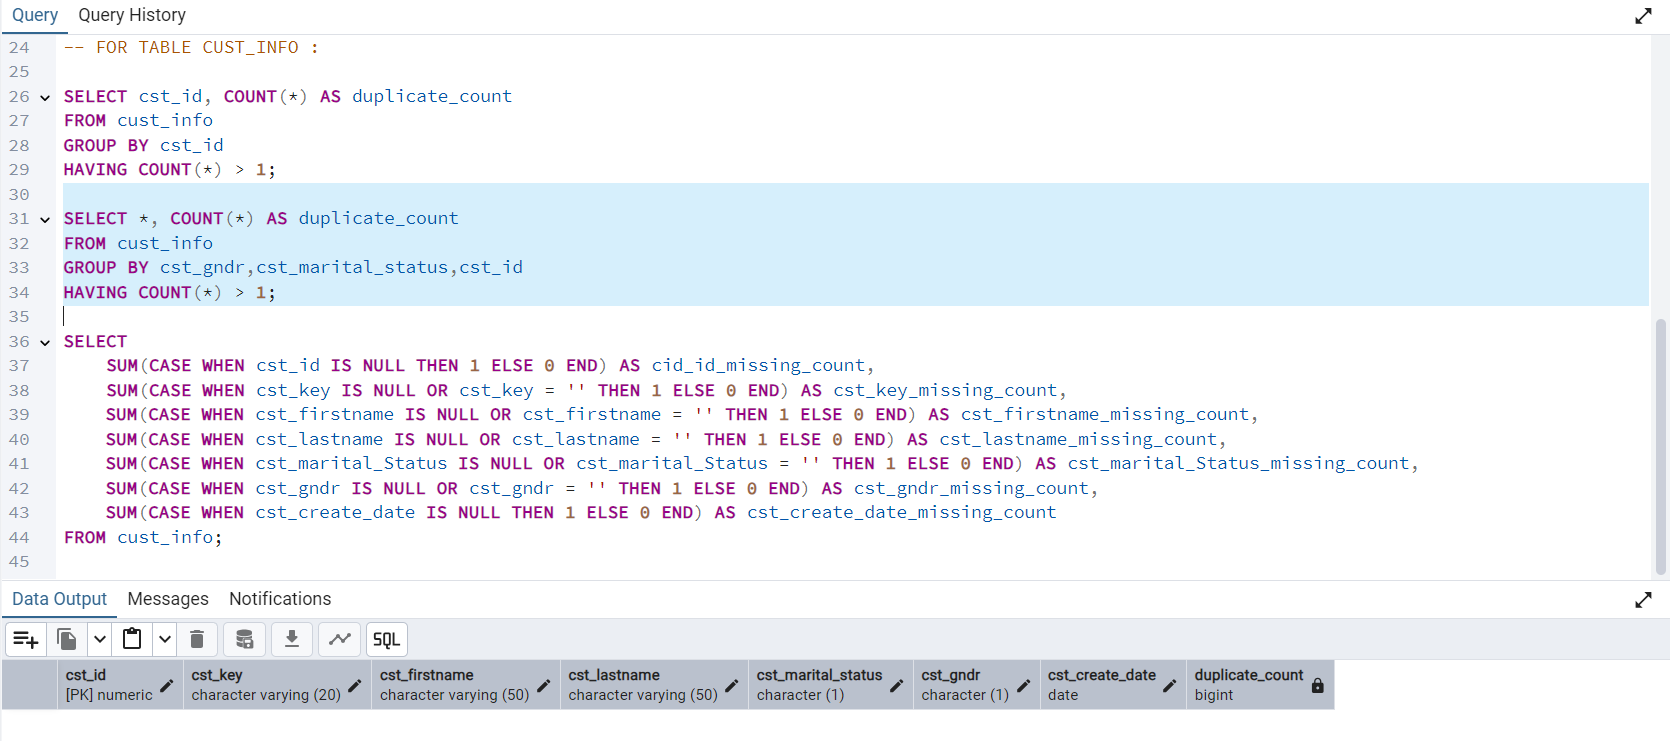 Query Query History
24 -- FOR TABLE CUST_INFO :
25
26 SELECT cst_id, COUNT(*) AS duplicate_count
27 FROM cust_info
28 GROUP BY cst_id
29 HAVING COUNT(*) > 1;
30
31 SELECT *, COUNT(*) AS duplicate_count
32 FROM cust_info
33 GROUP BY cst_gndr,cst_marital_status,cst_id
34 HAVING COUNT(*) > 1;
35
36 SELECT
37 SUM(CASE WHEN cst_id IS NULL THEN 1 ELSE 0 END) AS cid_id_missing_count,
38 SUM(CASE WHEN cst_key IS NULL OR cst_key = '' THEN 1 ELSE 0 END) AS cst_key_missing_count,
39 SUM(CASE WHEN cst_firstname IS NULL OR cst_firstname = '' THEN 1 ELSE 0 END) AS cst_firstname_missing_count,
40 SUM(CASE WHEN cst_lastname IS NULL OR cst_lastname = '' THEN 1 ELSE 0 END) AS cst_lastname_missing_count,
41 SUM(CASE WHEN cst_marital_Status IS NULL OR cst_marital_Status = '' THEN 1 ELSE 0 END) AS cst_marital_Status_missing_count,
42 SUM(CASE WHEN cst_gndr IS NULL OR cst_gndr = '' THEN 1 ELSE 0 END) AS cst_gndr_missing_count,
43 SUM(CASE WHEN cst_create_date IS NULL THEN 1 ELSE 0 END) AS cst_create_date_missing_count
44 FROM cust_info;
45
Data Output Messages Notifications
SQL
cst_id cst_key cst_firstname cst_lastname cst_marital_status cst_gndr cst_create_date duplicate_count
[PK] numeric character varying (20) character varying (50) character varying (50) character (1) character (1) date bigint